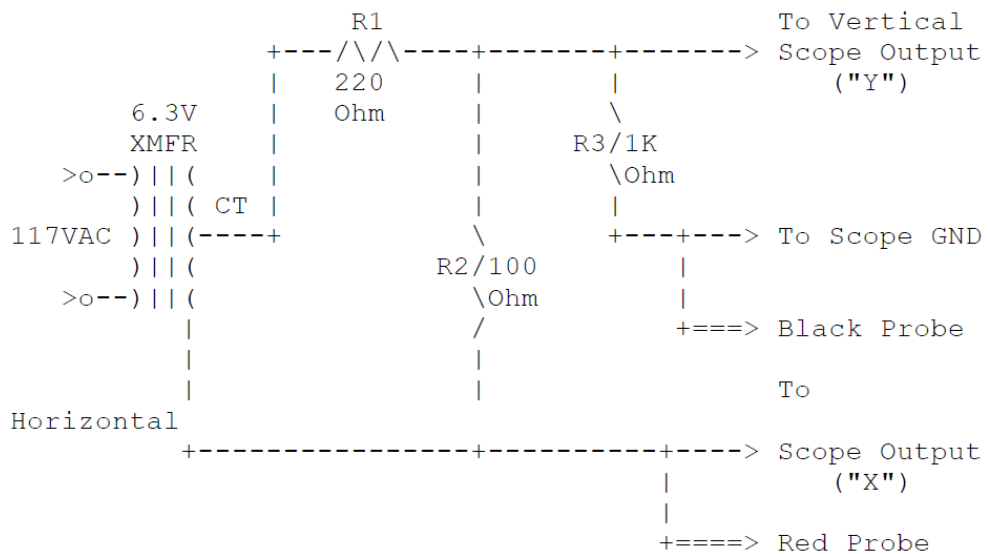 R1 To Vertical
+---/\/\----+-------+-------> Scope Output
| 220 | | ("Y")
6.3V | Ohm | \
XMFR | | R3/1K
>o--)|||( | | \Ohm
)|||( CT | | |
117VAC )|||(----+ \ +---+---> To Scope GND
)|||( R2/100 |
>o--)|||( \Ohm |
| / +===> Black Probe
| |
| | To
Horizontal
+----------------+----------+----> Scope Output
| ("X")
|
+====> Red Probe